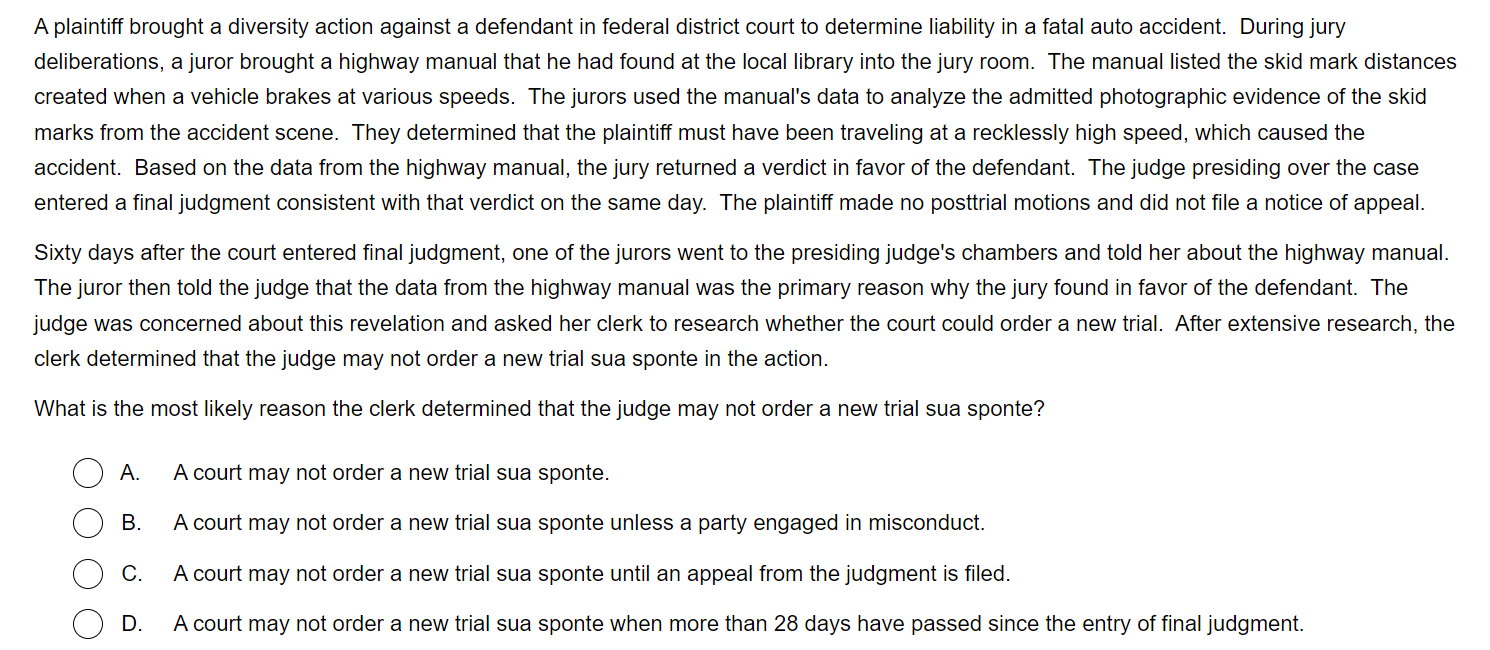 A plaintiff brought a diversity action against a defendant in federal district court to determine liability in a fatal auto accident.  During jury
deliberations, a juror brought a highway manual that he had found at the local library into the jury room.  The manual listed the skid mark distances
created when a vehicle brakes at various speeds.  The jurors used the manual's data to analyze the admitted photographic evidence of the skid
marks from the accident scene.  They determined that the plaintiff must have been traveling at a recklessly high speed, which caused the
accident.  Based on the data from the highway manual, the jury returned a verdict in favor of the defendant.  The judge presiding over the case
entered a final judgment consistent with that verdict on the same day.  The plaintiff made no posttrial motions and did not file a notice of appeal.
Sixty days after the court entered final judgment, one of the jurors went to the presiding judge's chambers and told her about the highway manual.
The juror then told the judge that the data from the highway manual was the primary reason why the jury found in favor of the defendant.  The
judge was concerned about this revelation and asked her clerk to research whether the court could order a new trial.  After extensive research, the
clerk determined that the judge may not order a new trial sua sponte in the action.
What is the most likely reason the clerk determined that the judge may not order a new trial sua sponte?
A. A court may not order a new trial sua sponte.
B. A court may not order a new trial sua sponte unless a party engaged in misconduct.
C. A court may not order a new trial sua sponte until an appeal from the judgment is filed.
D. A court may not order a new trial sua sponte when more than 28 days have passed since the entry of final judgment.